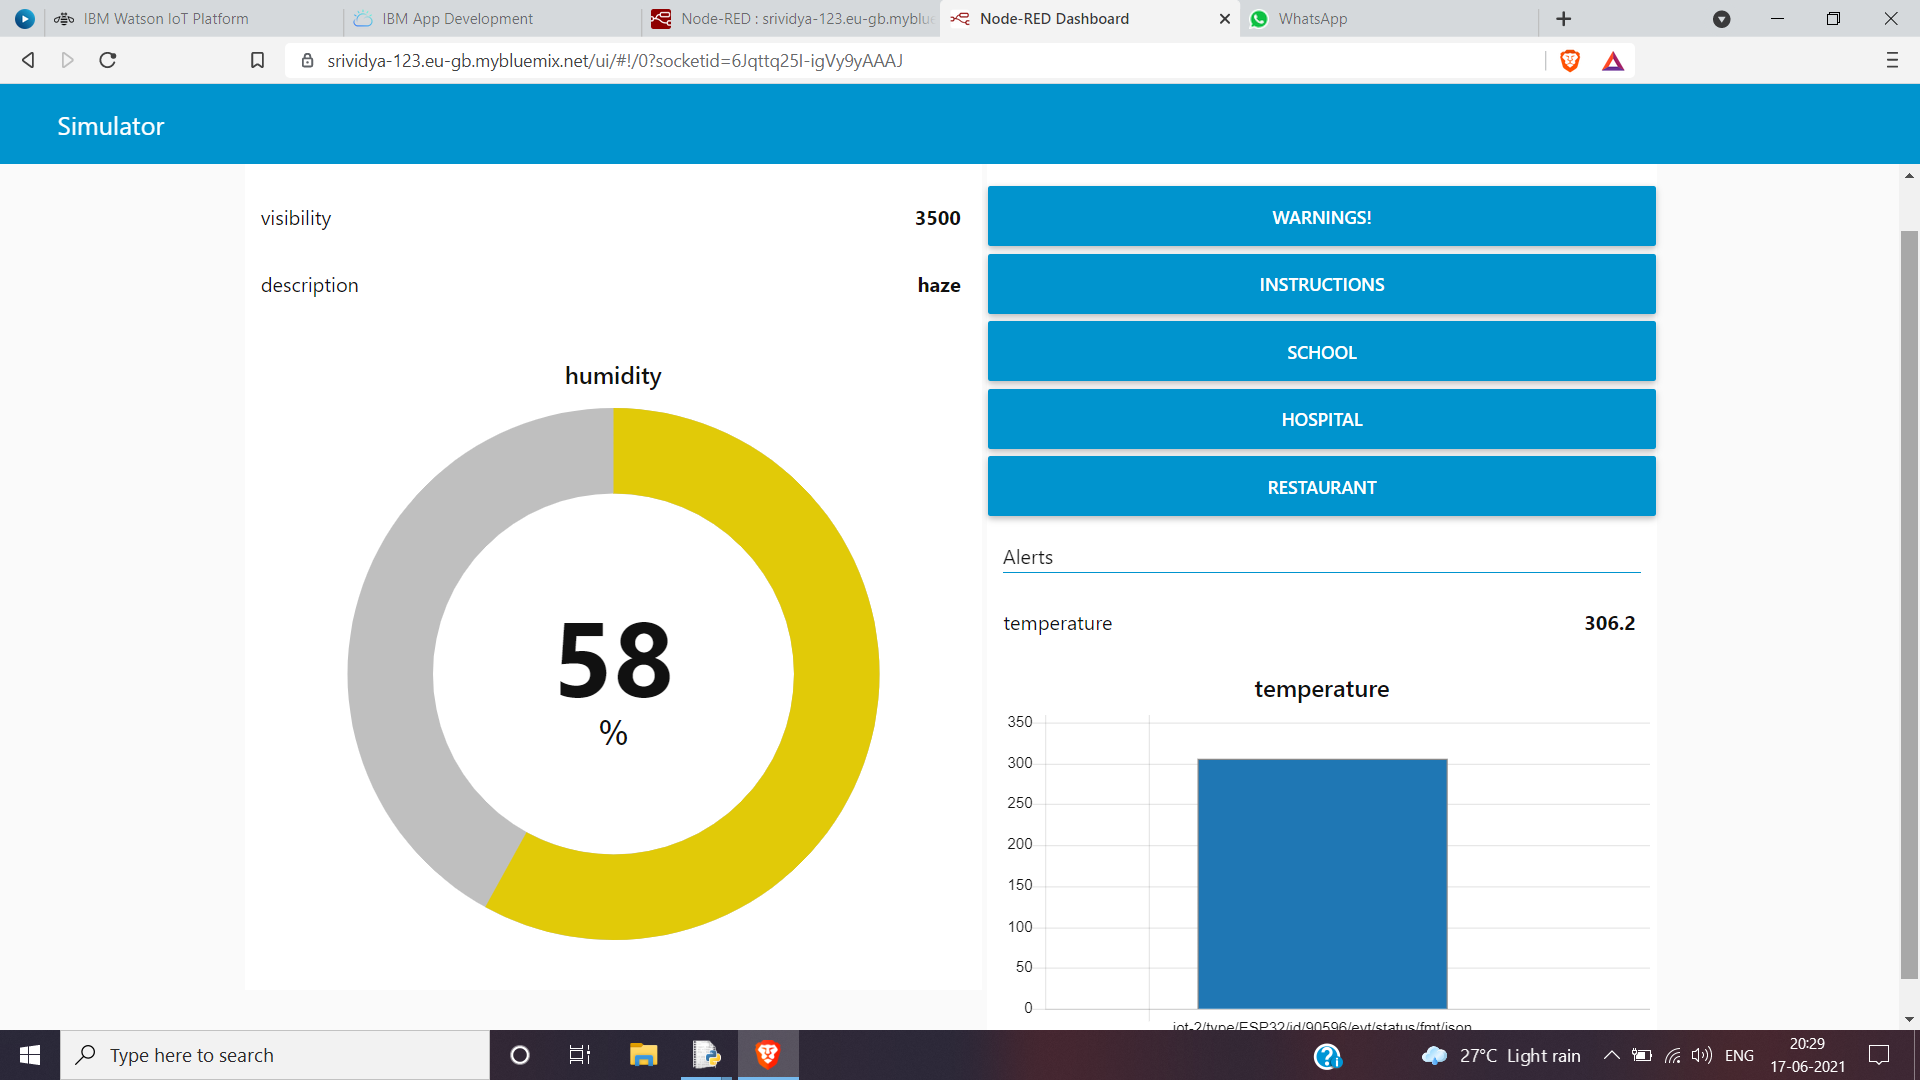 IBM Watson IoT Platform
IBM App Development
Node-RED : srividya-123.eu-gb.myblue
Node-RED Dashboard
WhatsApp
srividya-123.eu-gb.mybluemix.net/ui/#!/0?socketid=6Jqttq25I-igVy9yAAAJ
Simulator
visibility 3500
description haze
humidity
58
%
WARNINGS!
INSTRUCTIONS
SCHOOL
HOSPITAL
RESTAURANT
Alerts
temperature 306.2
temperature
350
300
250
200
150
100
50
0
iot-2/type/ESP32/id/90596/evt/status/fmt/json
Type here to search
27°C Light rain
ENG
20:29
17-06-2021